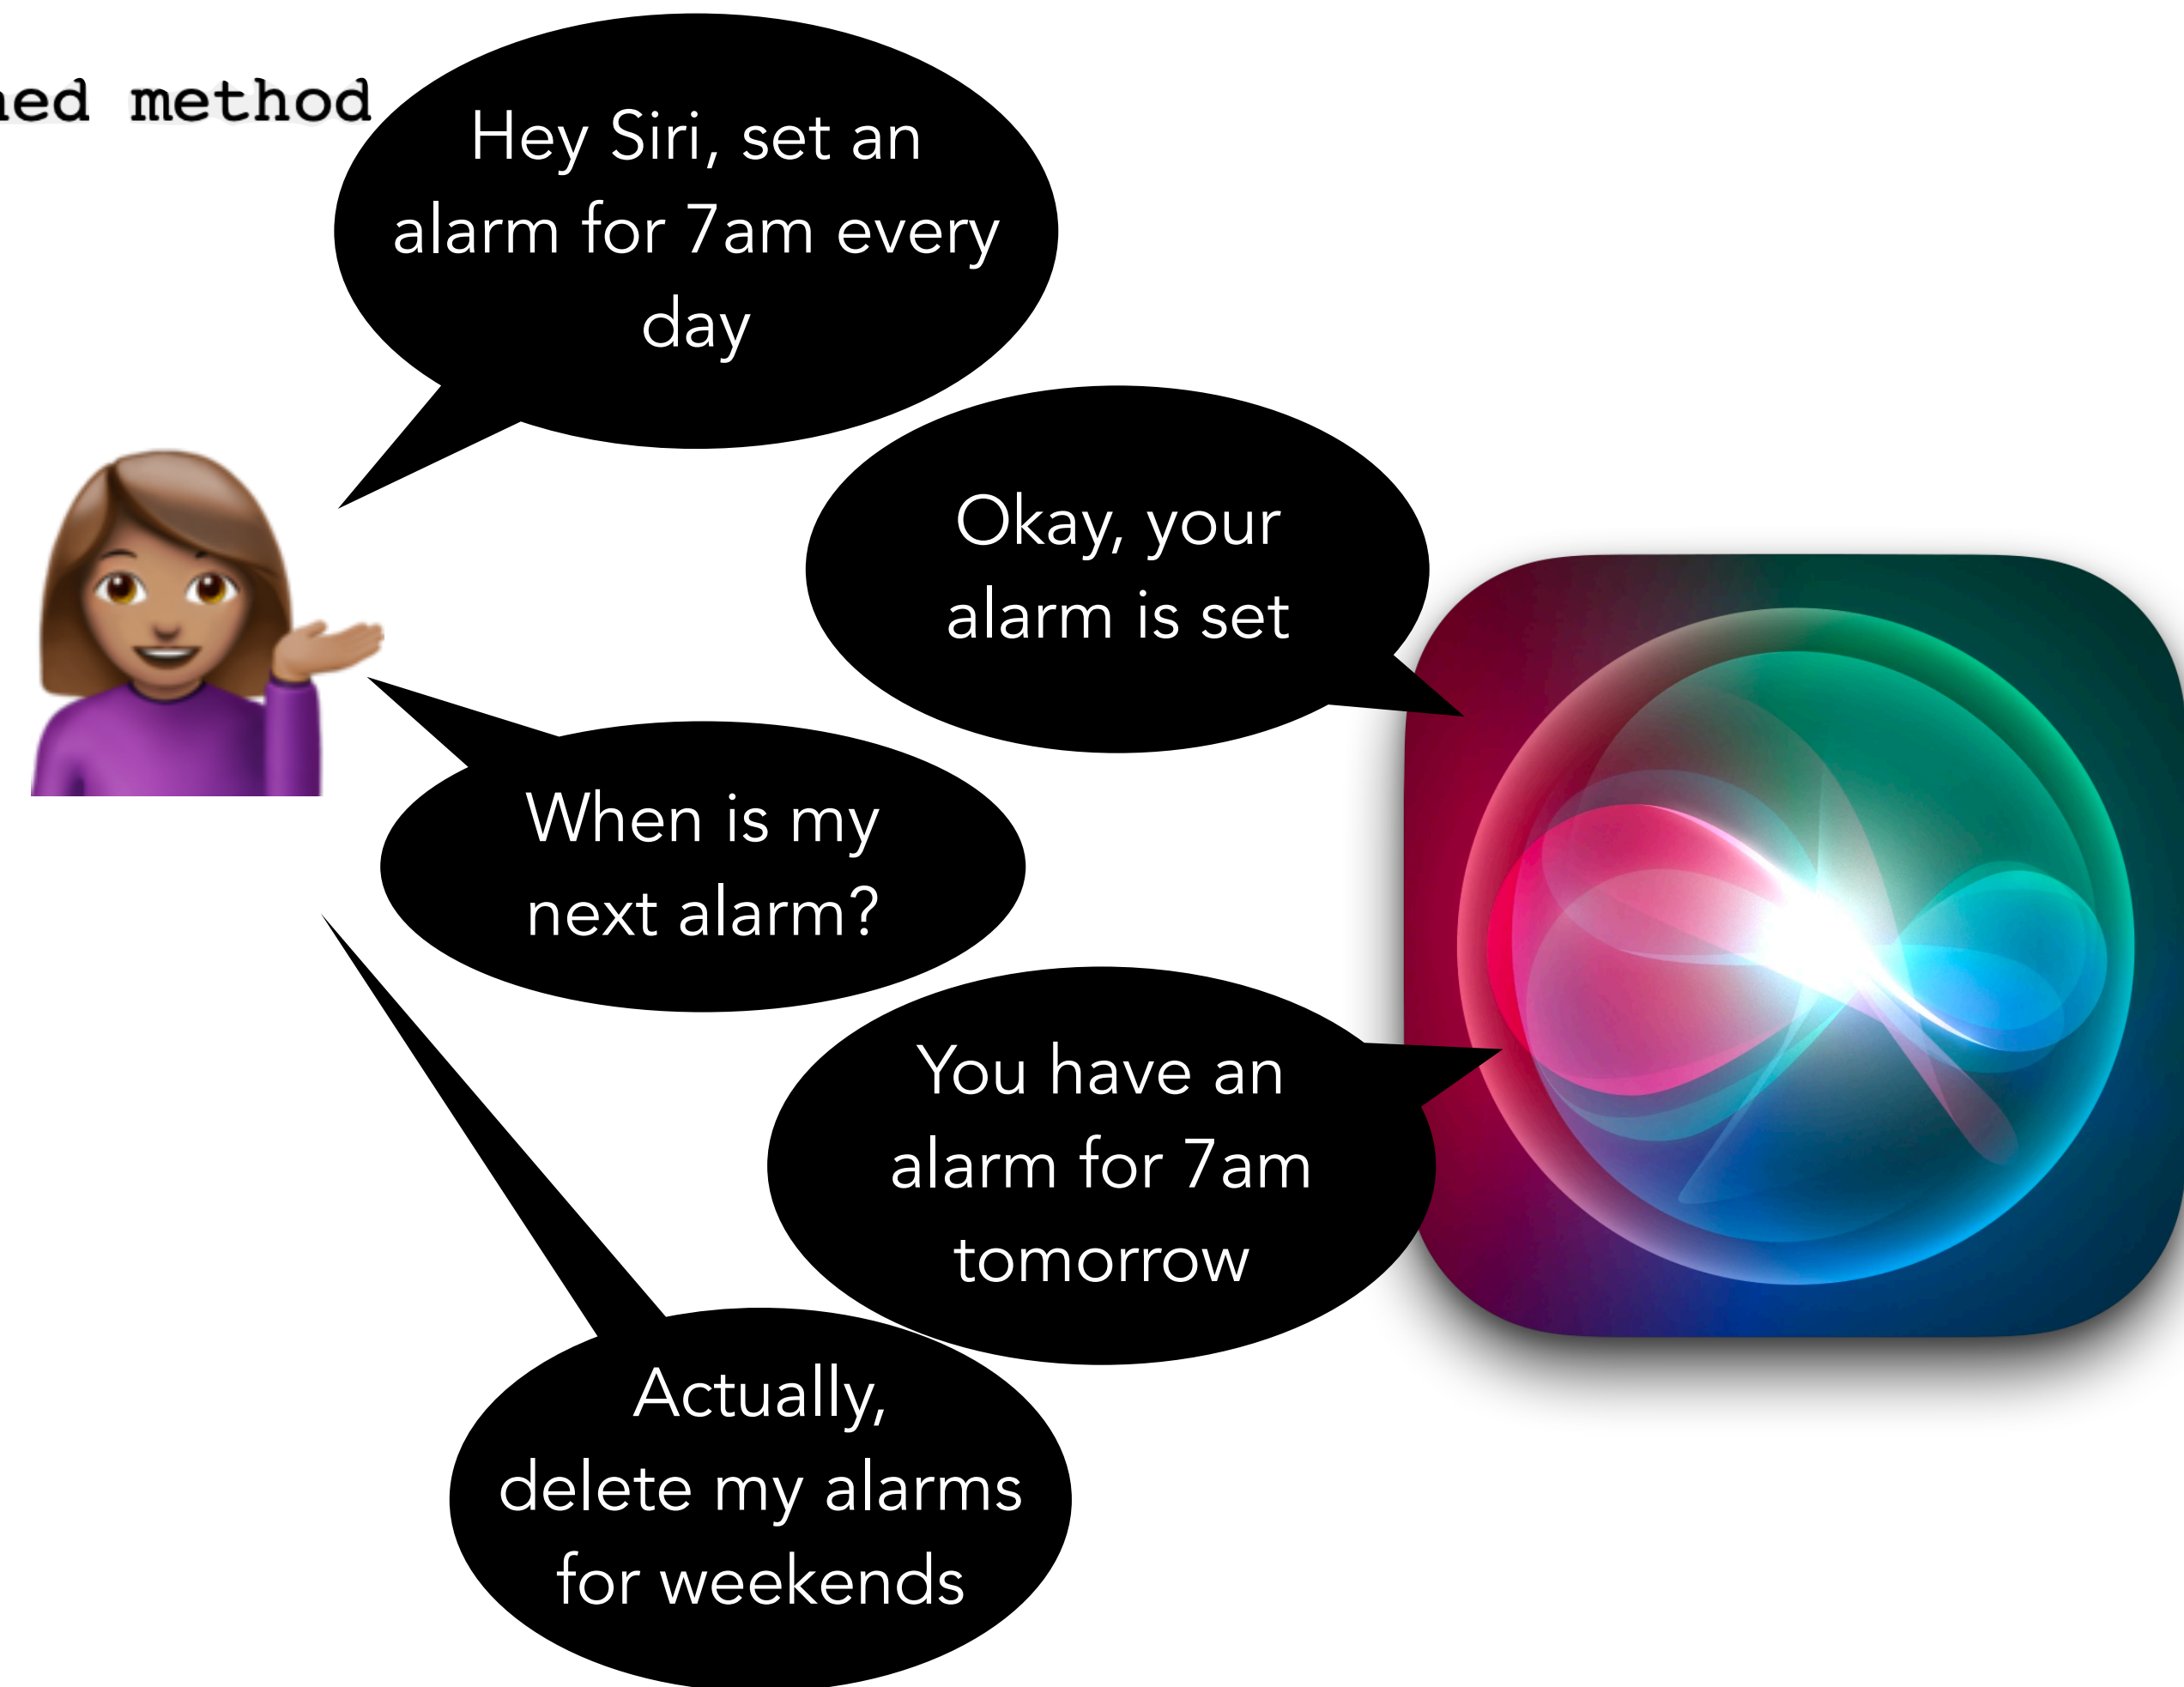 method
Hey Siri, set an
alarm for 7am every
day
Okay, your
alarm is set
When is my
next alarm?
You have an
alarm for 7am
tomorrow
Actually,
delete my alarms
for weekends